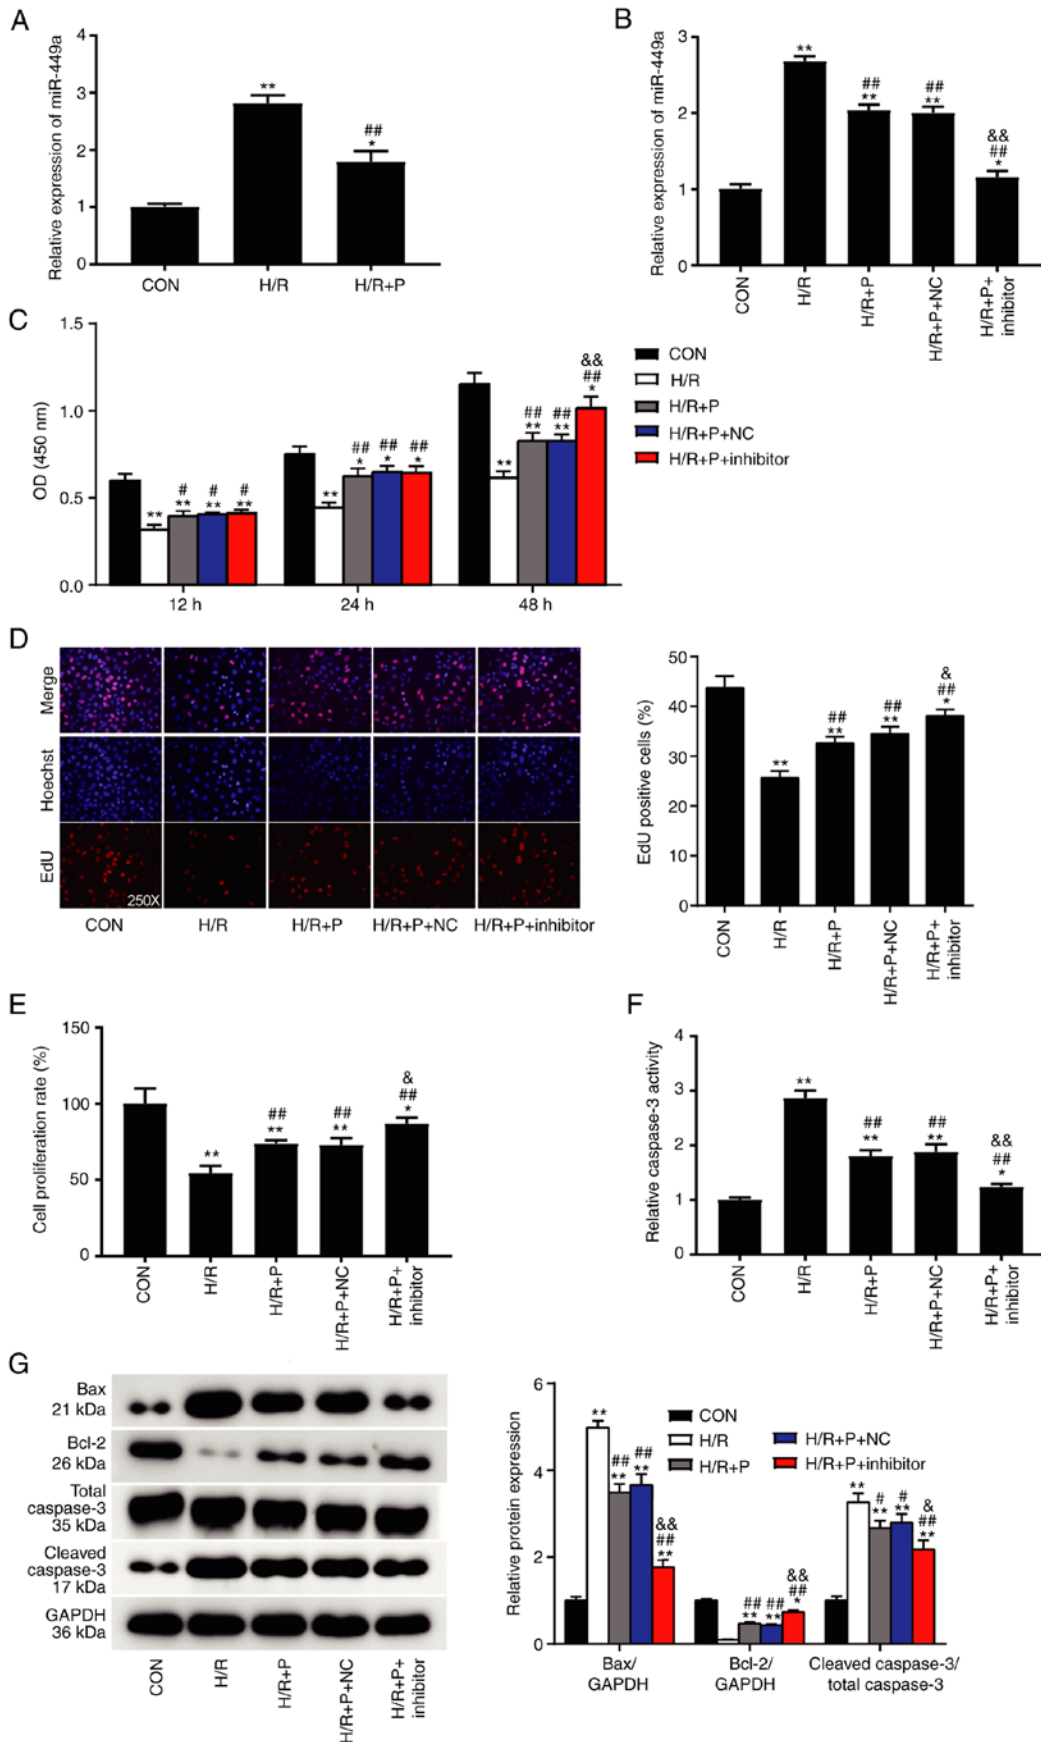 A
Relative expression of miR-449a
4
3
2
1
0
**
##
*
CON
H/R
H/R+P
B
Relative expression of miR-449a
3
2
1
0
**
##
**
##
**
&&
##
*
CON
H/R
H/R+P
H/R+P+NC
H/R+P+
inhibitor
C
OD (450 nm)
1.5
1.0
0.5
0.0
**
#
**
#
**
#
**
**
##
*
##
*
##
*
**
##
**
##
**
&&
##
*
12 h
24 h
48 h
CON
H/R
H/R+P
H/R+P+NC
H/R+P+inhibitor
D
Merge
Hoechst
EdU
250X
CON
H/R
H/R+P
H/R+P+NC
H/R+P+inhibitor
EdU positive cells (%)
50
40
30
20
10
0
**
##
**
##
**
&
##
*
CON
H/R
H/R+P
H/R+P+NC
H/R+P+
inhibitor
E
Cell proliferation rate (%)
150
100
50
0
**
##
**
##
**
&
##
*
CON
H/R
H/R+P
H/R+P+NC
H/R+P+
inhibitor
F
Relative caspase-3 activity
4
3
2
1
0
**
##
**
##
**
&&
##
*
CON
H/R
H/R+P
H/R+P+NC
H/R+P+
inhibitor
G
Bax
21 kDa
Bcl-2
26 kDa
Total
caspase-3
35 kDa
Cleaved
caspase-3
17 kDa
GAPDH
36 kDa
CON
H/R
H/R+P
H/R+P+NC
H/R+P+
inhibitor
Relative protein expression
6
4
2
0
CON
H/R
H/R+P
H/R+P+NC
H/R+P+inhibitor
**
##
**
##
**
&&
##
**
##
**
##
**
&&
##
*
**
#
**
#
**
&
##
**
Bax/
GAPDH
Bcl-2/
GAPDH
Cleaved caspase-3/
total caspase-3